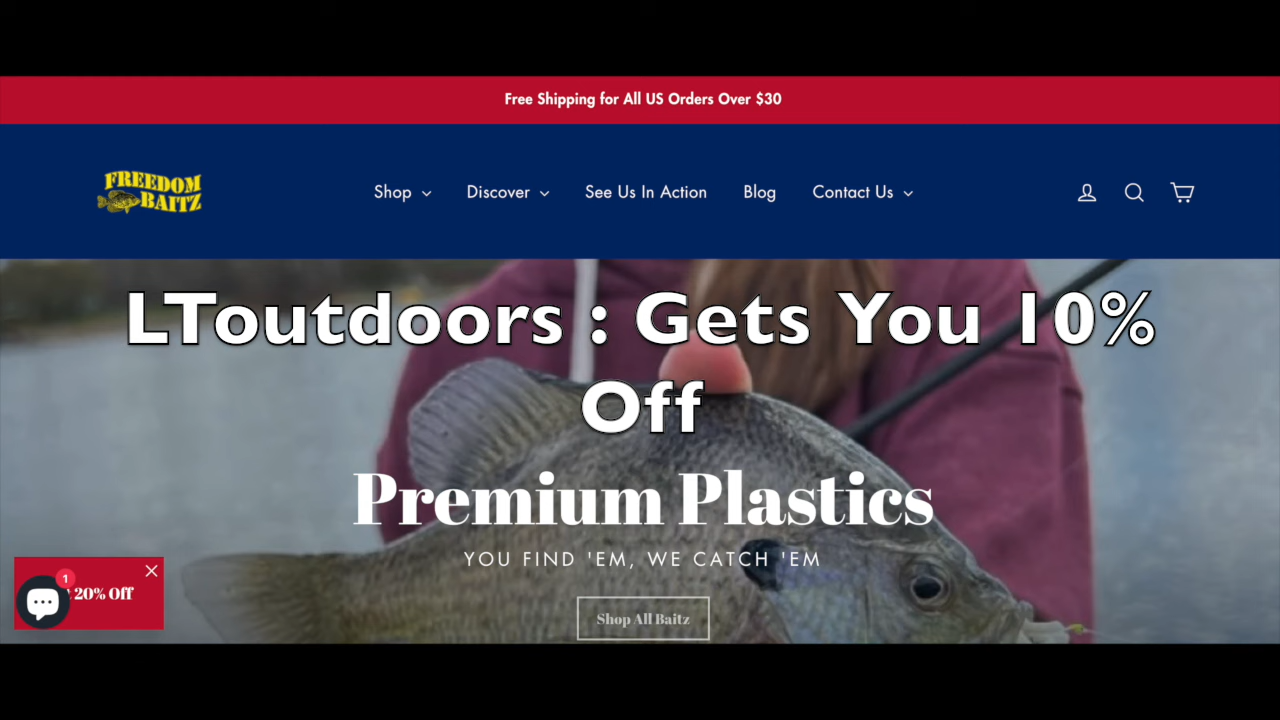 Free Shipping for All US Orders Over $30
FREEDOM
BAITZ
Shop
Discover
See Us In Action
Blog
Contact Us
LToutdoors : Gets You 10%
Off
Premium Plastics
YOU FIND 'EM, WE CATCH 'EM
1
20% Off
Shop All Baitz